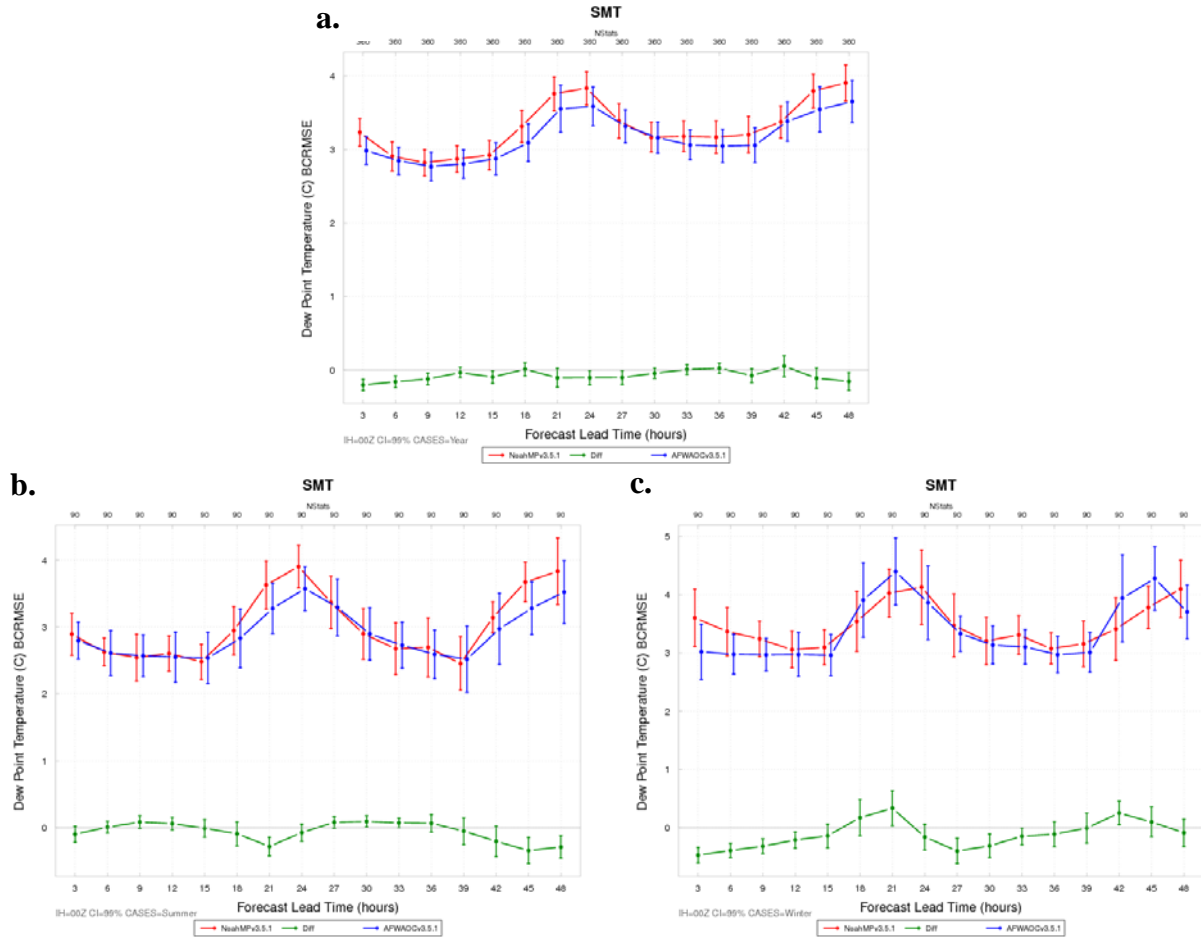 a.
SMT
NStats
360 360 360 360 360 360 360 360 360 360 360 360 360 360 360 360
Dew Point Temperature (C) BCRMSE
4
3
2
1
0
3 6 9 12 15 18 21 24 27 30 33 36 39 42 45 48
Forecast Lead Time (hours)
IH=00Z CI=99% CASES=Year
NoahMPv3.5.1 Diff AFWAOCv3.5.1
b.
SMT
NStats
90 90 90 90 90 90 90 90 90 90 90 90 90 90 90 90
Dew Point Temperature (C) BCRMSE
4
3
2
1
0
3 6 9 12 15 18 21 24 27 30 33 36 39 42 45 48
Forecast Lead Time (hours)
IH=00Z CI=99% CASES=Summer
NoahMPv3.5.1 Diff AFWAOCv3.5.1
c.
SMT
NStats
90 90 90 90 90 90 90 90 90 90 90 90 90 90 90 90
Dew Point Temperature (C) BCRMSE
5
4
3
2
1
0
3 6 9 12 15 18 21 24 27 30 33 36 39 42 45 48
Forecast Lead Time (hours)
IH=00Z CI=99% CASES=Winter
NoahMPv3.5.1 Diff AFWAOCv3.5.1